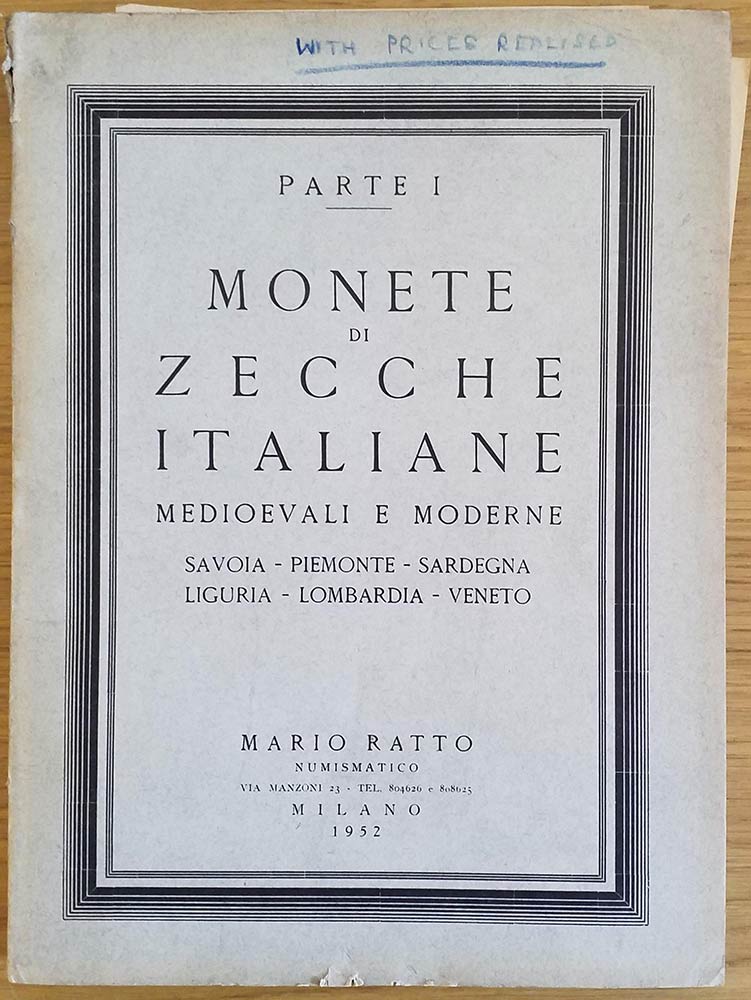 WITH PRICES REALISED
PARTE I
MONETE
DI
ZECCHE
ITALIANE
MEDIOEVALI E MODERNE
SAVOIA - PIEMONTE - SARDEGNA
LIGURIA - LOMBARDIA - VENETO
MARIO RATTO
NUMISMATICO
VIA MANZONI 23 - TEL. 804626 e 808625
MILANO
1952